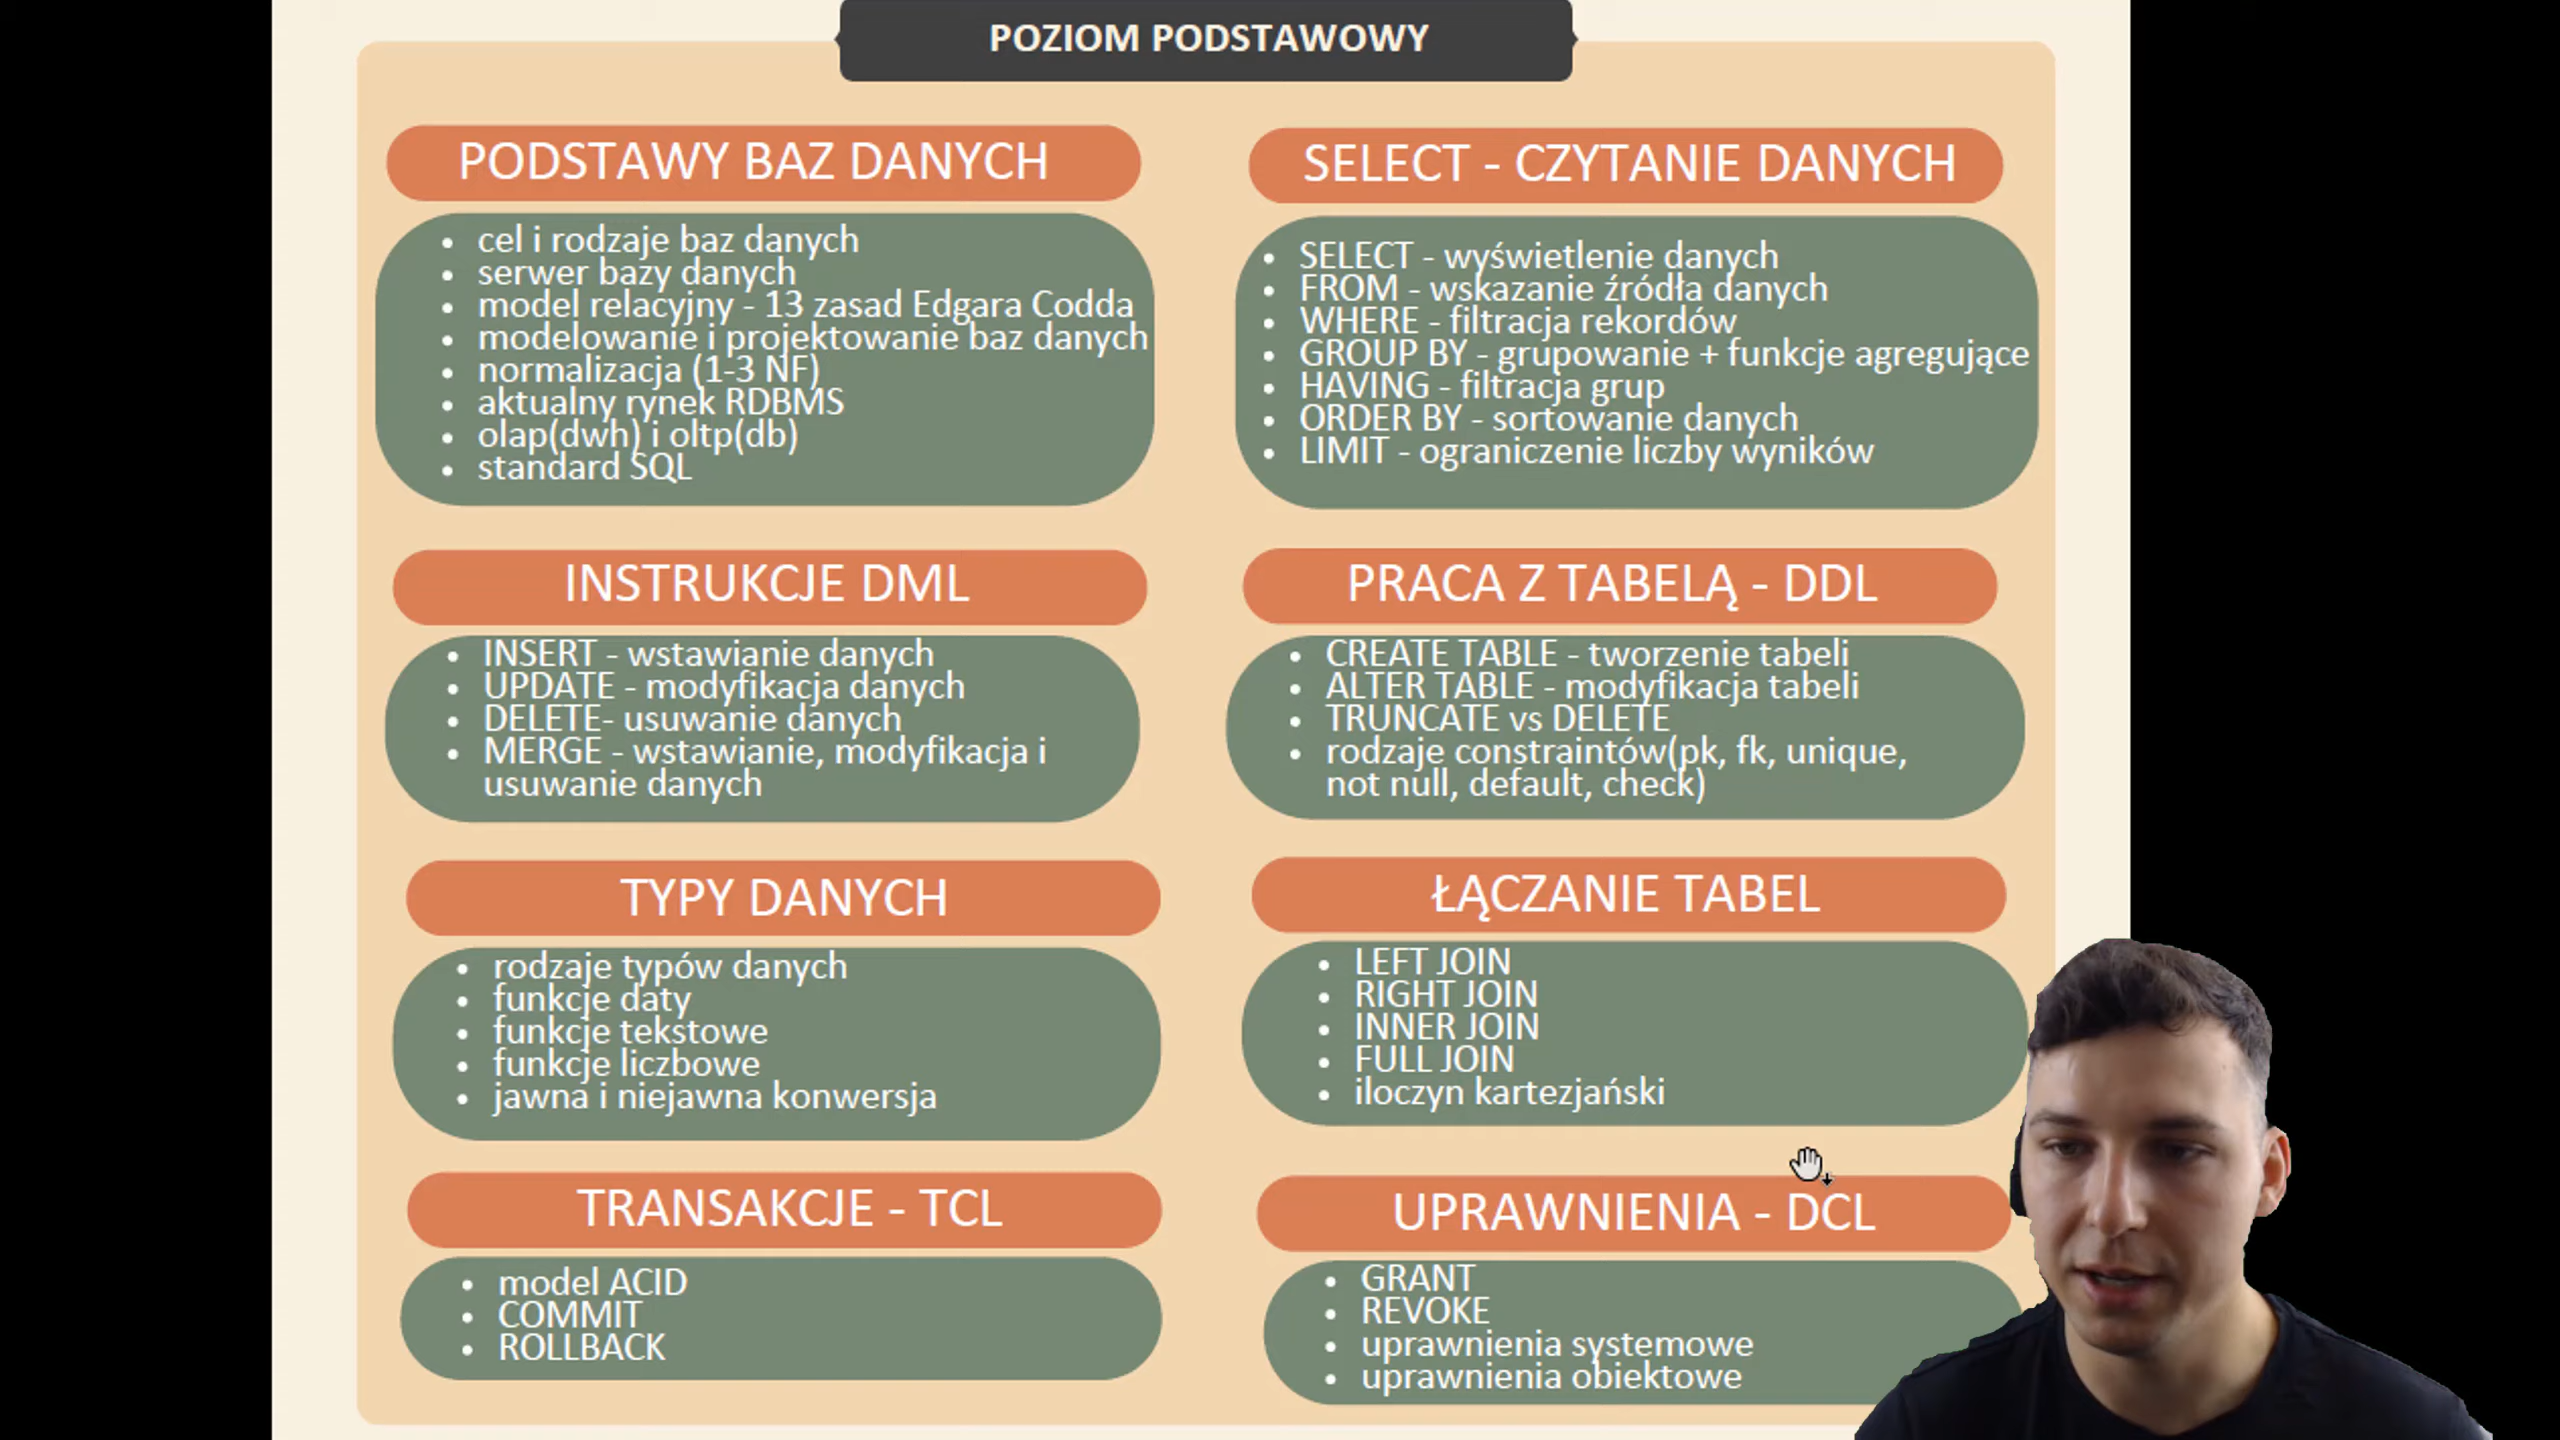 POZIOM PODSTAWOWY
PODSTAWY BAZ DANYCH
• cel i rodzaje baz danych
• serwer bazy danych
• model relacyjny - 13 zasad Edgara Codda
• modelowanie i projektowanie baz danych
• normalizacja (1-3 NF)
• aktualny rynek RDBMS
• olap(dwh) i oltp(db)
• standard SQL
SELECT - CZYTANIE DANYCH
• SELECT - wyświetlenie danych
• FROM - wskazanie źródła danych
• WHERE - filtracja rekordów
• GROUP BY - grupowanie + funkcje agregujące
• HAVING - filtracja grup
• ORDER BY - sortowanie danych
• LIMIT - ograniczenie liczby wyników
INSTRUKCJE DML
• INSERT - wstawianie danych
• UPDATE - modyfikacja danych
• DELETE- usuwanie danych
• MERGE - wstawianie, modyfikacja i
usuwanie danych
PRACA Z TABELĄ - DDL
• CREATE TABLE - tworzenie tabeli
• ALTER TABLE - modyfikacja tabeli
• TRUNCATE vs DELETE
• rodzaje constraintów(pk, fk, unique,
not null, default, check)
TYPY DANYCH
• rodzaje typów danych
• funkcje daty
• funkcje tekstowe
• funkcje liczbowe
• jawna i niejawna konwersja
ŁĄCZANIE TABEL
• LEFT JOIN
• RIGHT JOIN
• INNER JOIN
• FULL JOIN
• iloczyn kartezjański
TRANSAKCJE - TCL
• model ACID
• COMMIT
• ROLLBACK
UPRAWNIENIA - DCL
• GRANT
• REVOKE
• uprawnienia systemowe
• uprawnienia obiektowe